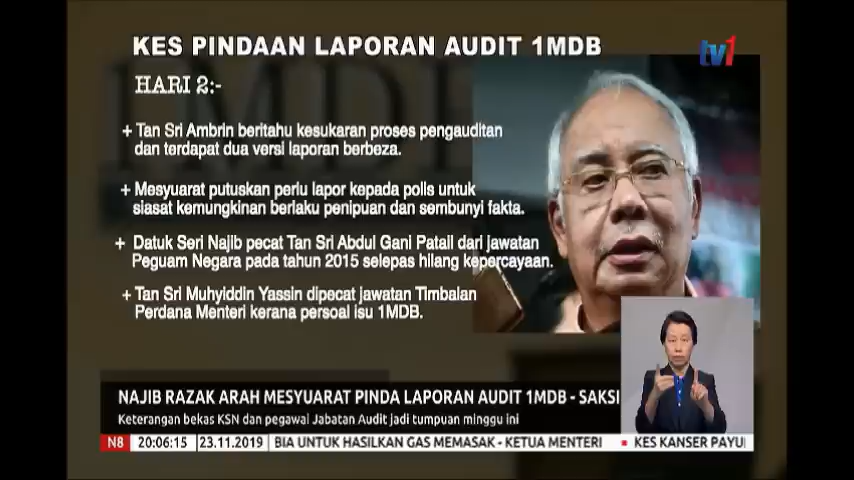 KES PINDAAN LAPORAN AUDIT 1MDB
tv1
HARI 2:-
+ Tan Sri Ambrin beritahu kesukaran proses pengauditan
dan terdapat dua versi laporan berbeza.
+ Mesyuarat putuskan perlu lapor kepada polis untuk
siasat kemungkinan berlaku penipuan dan sembunyi fakta.
+ Datuk Seri Najib pecat Tan Sri Abdul Gani Patail dari jawatan
Peguam Negara pada tahun 2015 selepas hilang kepercayaan.
+ Tan Sri Muhyiddin Yassin dipecat jawatan Timbalan
Perdana Menteri kerana persoal isu 1MDB.
NAJIB RAZAK ARAH MESYUARAT PINDA LAPORAN AUDIT 1MDB - SAKSI
Keterangan bekas KSN dan pegawai Jabatan Audit jadi tumpuan minggu ini
N8 20:06:15 23.11.2019 BIA UNTUK HASILKAN GAS MEMASAK - KETUA MENTERI ▪ KES KANSER PAYU